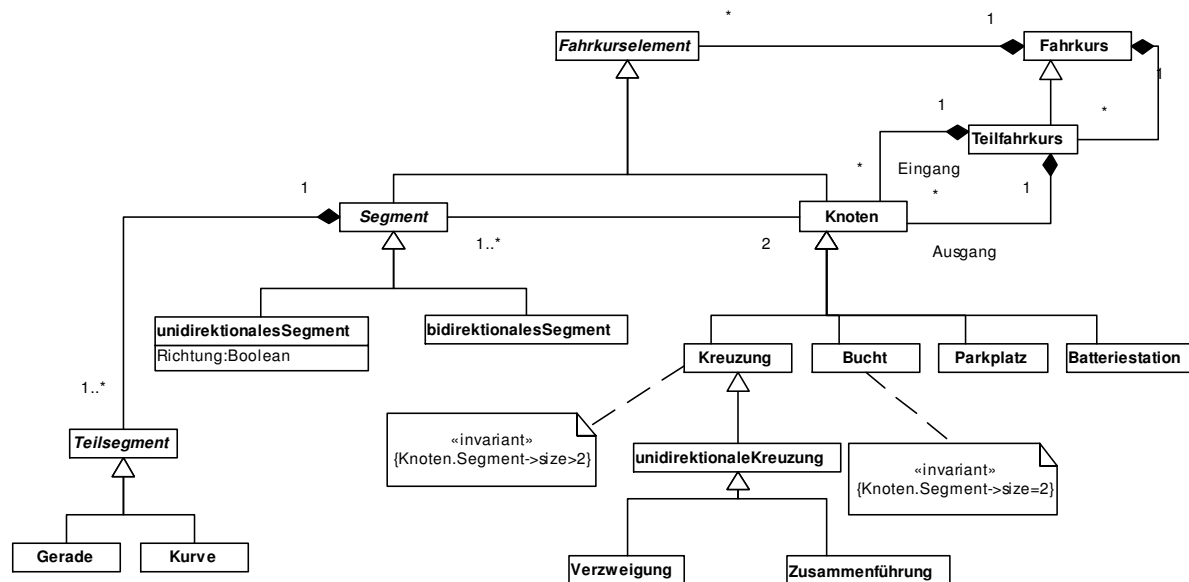 *
1
Fahrkurselement
Fahrkurs
1
1
*
Teilfahrkurs
*
Eingang
1
1
*
Segment
Knoten
1..*
2
Ausgang
unidirektionalesSegment
bidirektionalesSegment
Richtung:Boolean
Kreuzung
Bucht
Parkplatz
Batteriestation
1..*
«invariant»
{Knoten.Segment->size>2}
Teilsegment
unidirektionaleKreuzung
«invariant»
{Knoten.Segment->size=2}
Gerade
Kurve
Verzweigung
Zusammenführung